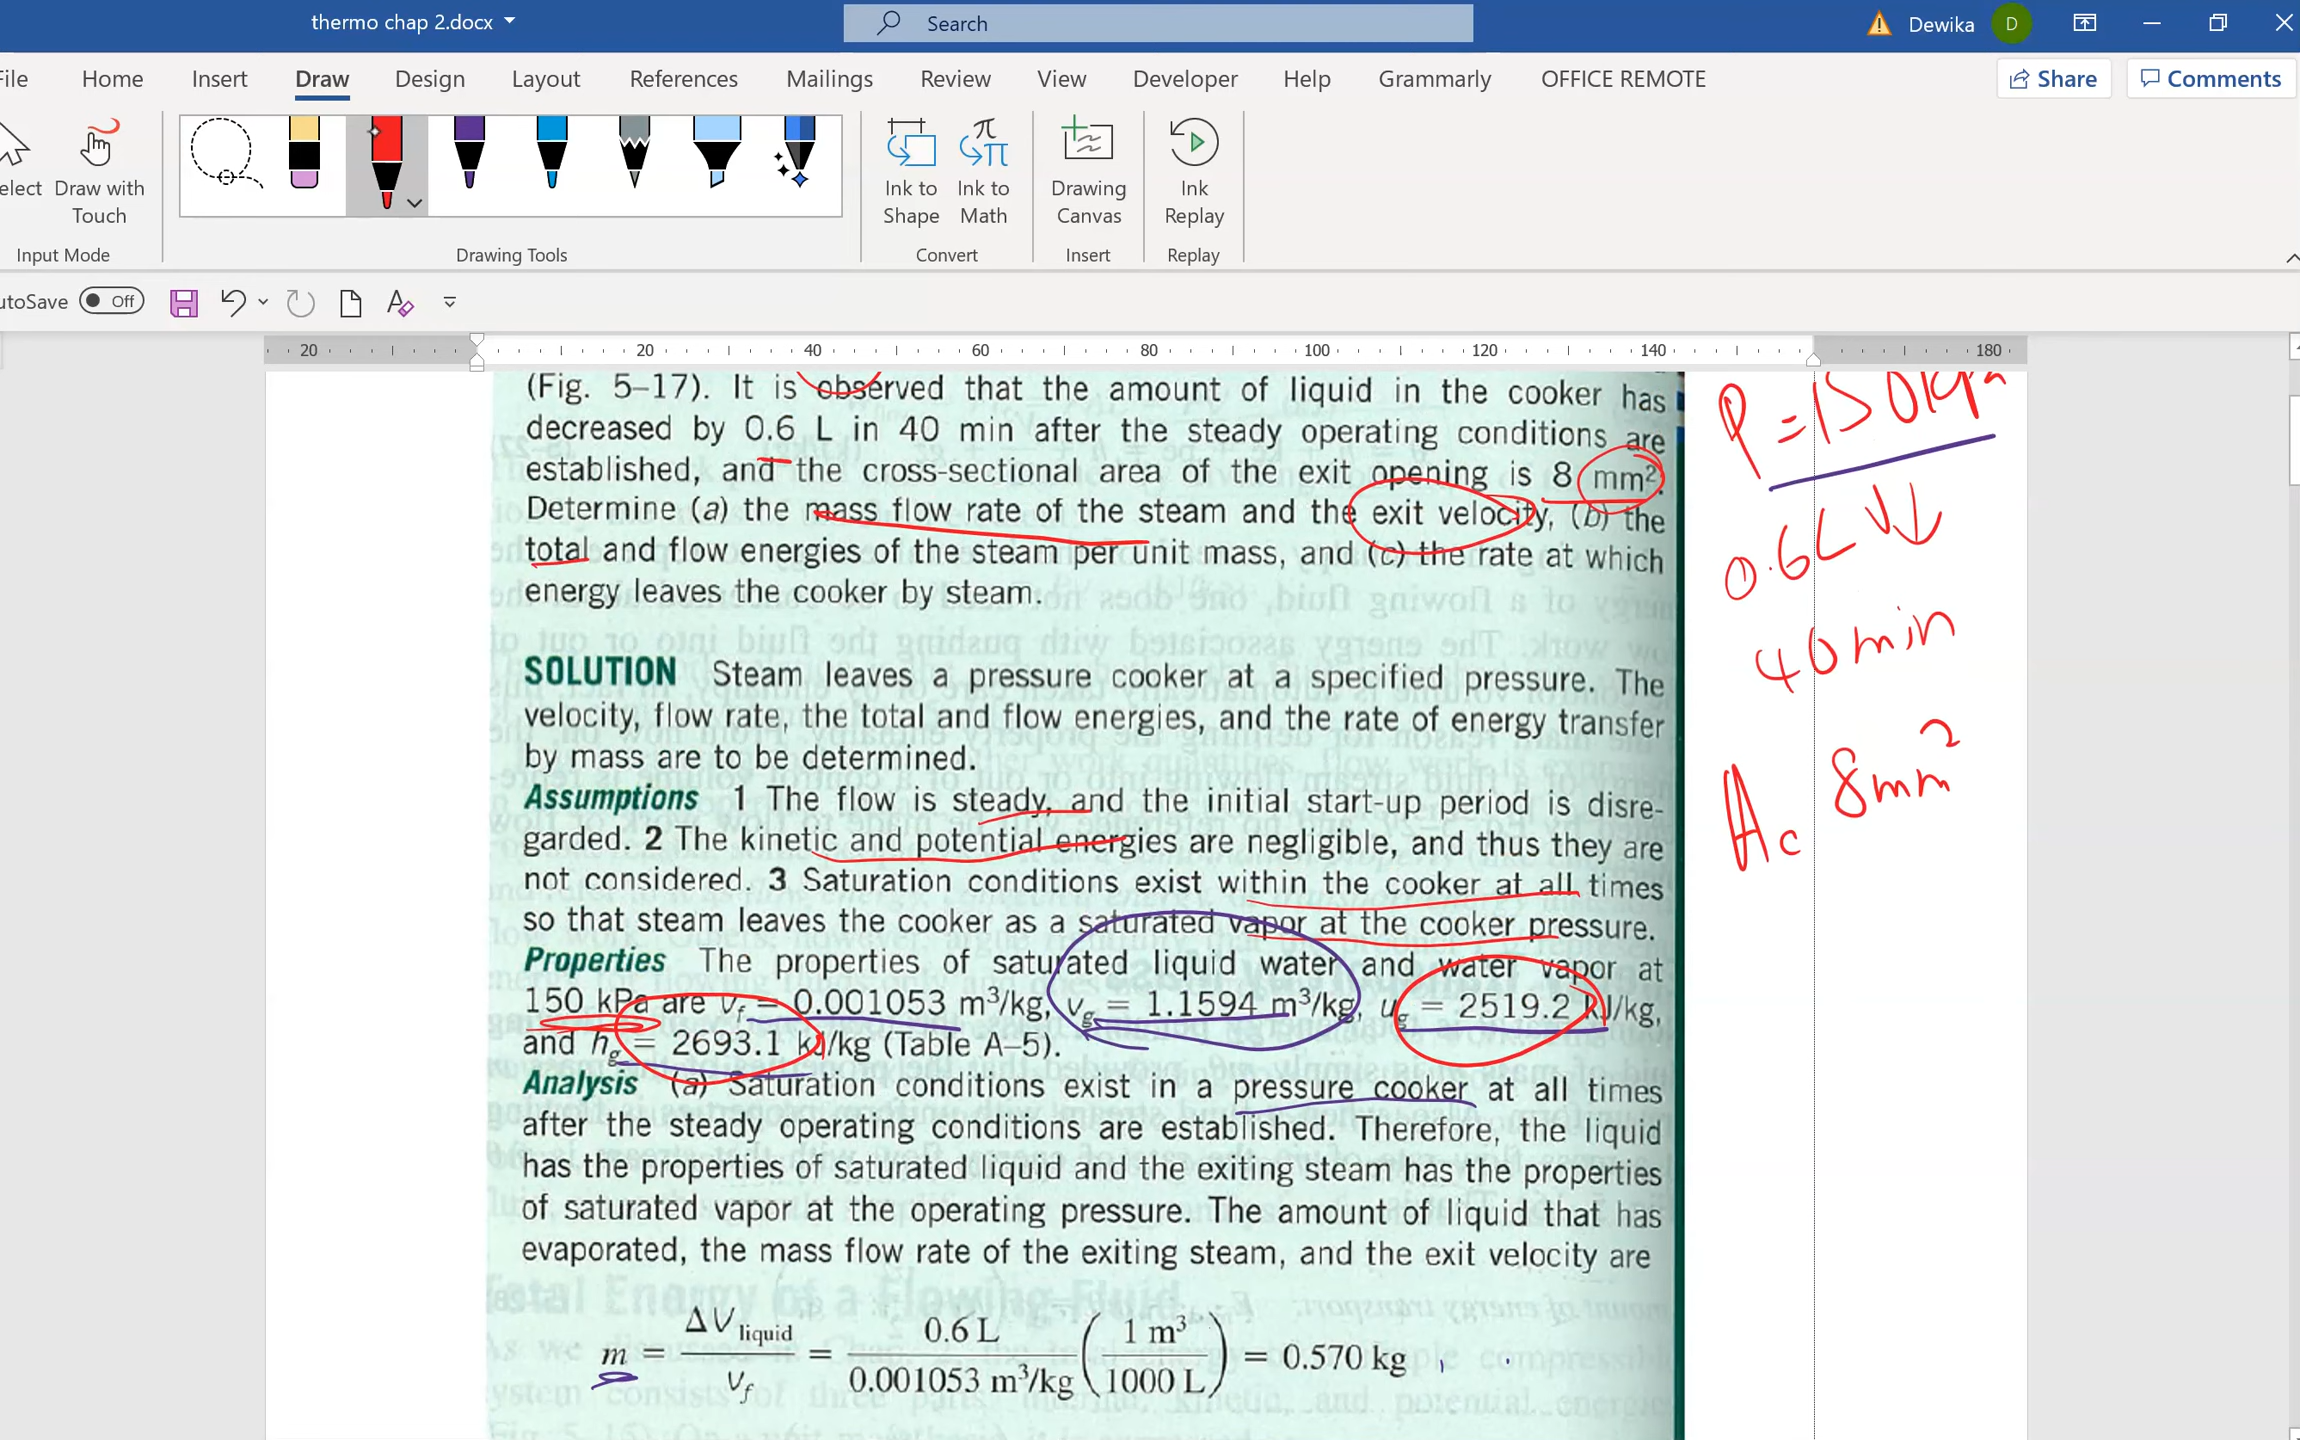 thermo chap 2.docx
Search
Dewika
D
File Home Insert Draw Design Layout References Mailings Review View Developer Help Grammarly OFFICE REMOTE
Share Comments
Select
Draw with Touch
Ink to Shape
Ink to Math
Drawing Canvas
Ink Replay
Input Mode Drawing Tools Convert Insert Replay
AutoSave Off
20 20 40 60 80 100 120 140 180
(Fig. 5–17). It is observed that the amount of liquid in the cooker has
decreased by 0.6 L in 40 min after the steady operating conditions are
established, and the cross-sectional area of the exit opening is 8 mm².
Determine (a) the mass flow rate of the steam and the exit velocity, (b) the
total and flow energies of the steam per unit mass, and (c) the rate at which
energy leaves the cooker by steam.
SOLUTION Steam leaves a pressure cooker at a specified pressure. The
velocity, flow rate, the total and flow energies, and the rate of energy transfer
by mass are to be determined.
Assumptions 1 The flow is steady, and the initial start-up period is disre-
garded. 2 The kinetic and potential energies are negligible, and thus they are
not considered. 3 Saturation conditions exist within the cooker at all times
so that steam leaves the cooker as a saturated vapor at the cooker pressure.
Properties The properties of saturated liquid water and water vapor at
150 kPa are v_f = 0.001053 m³/kg, v_g = 1.1594 m³/kg, u_g = 2519.2 kJ/kg,
and h_g = 2693.1 kJ/kg (Table A–5).
Analysis (a) Saturation conditions exist in a pressure cooker at all times
after the steady operating conditions are established. Therefore, the liquid
has the properties of saturated liquid and the exiting steam has the properties
of saturated vapor at the operating pressure. The amount of liquid that has
evaporated, the mass flow rate of the exiting steam, and the exit velocity are
m = ΔV_liquid / v_f = 0.6 L / 0.001053 m³/kg (1 m³ / 1000 L) = 0.570 kg
P = 150 kPa
0.6L ↓
40 min
Ac 8mm²